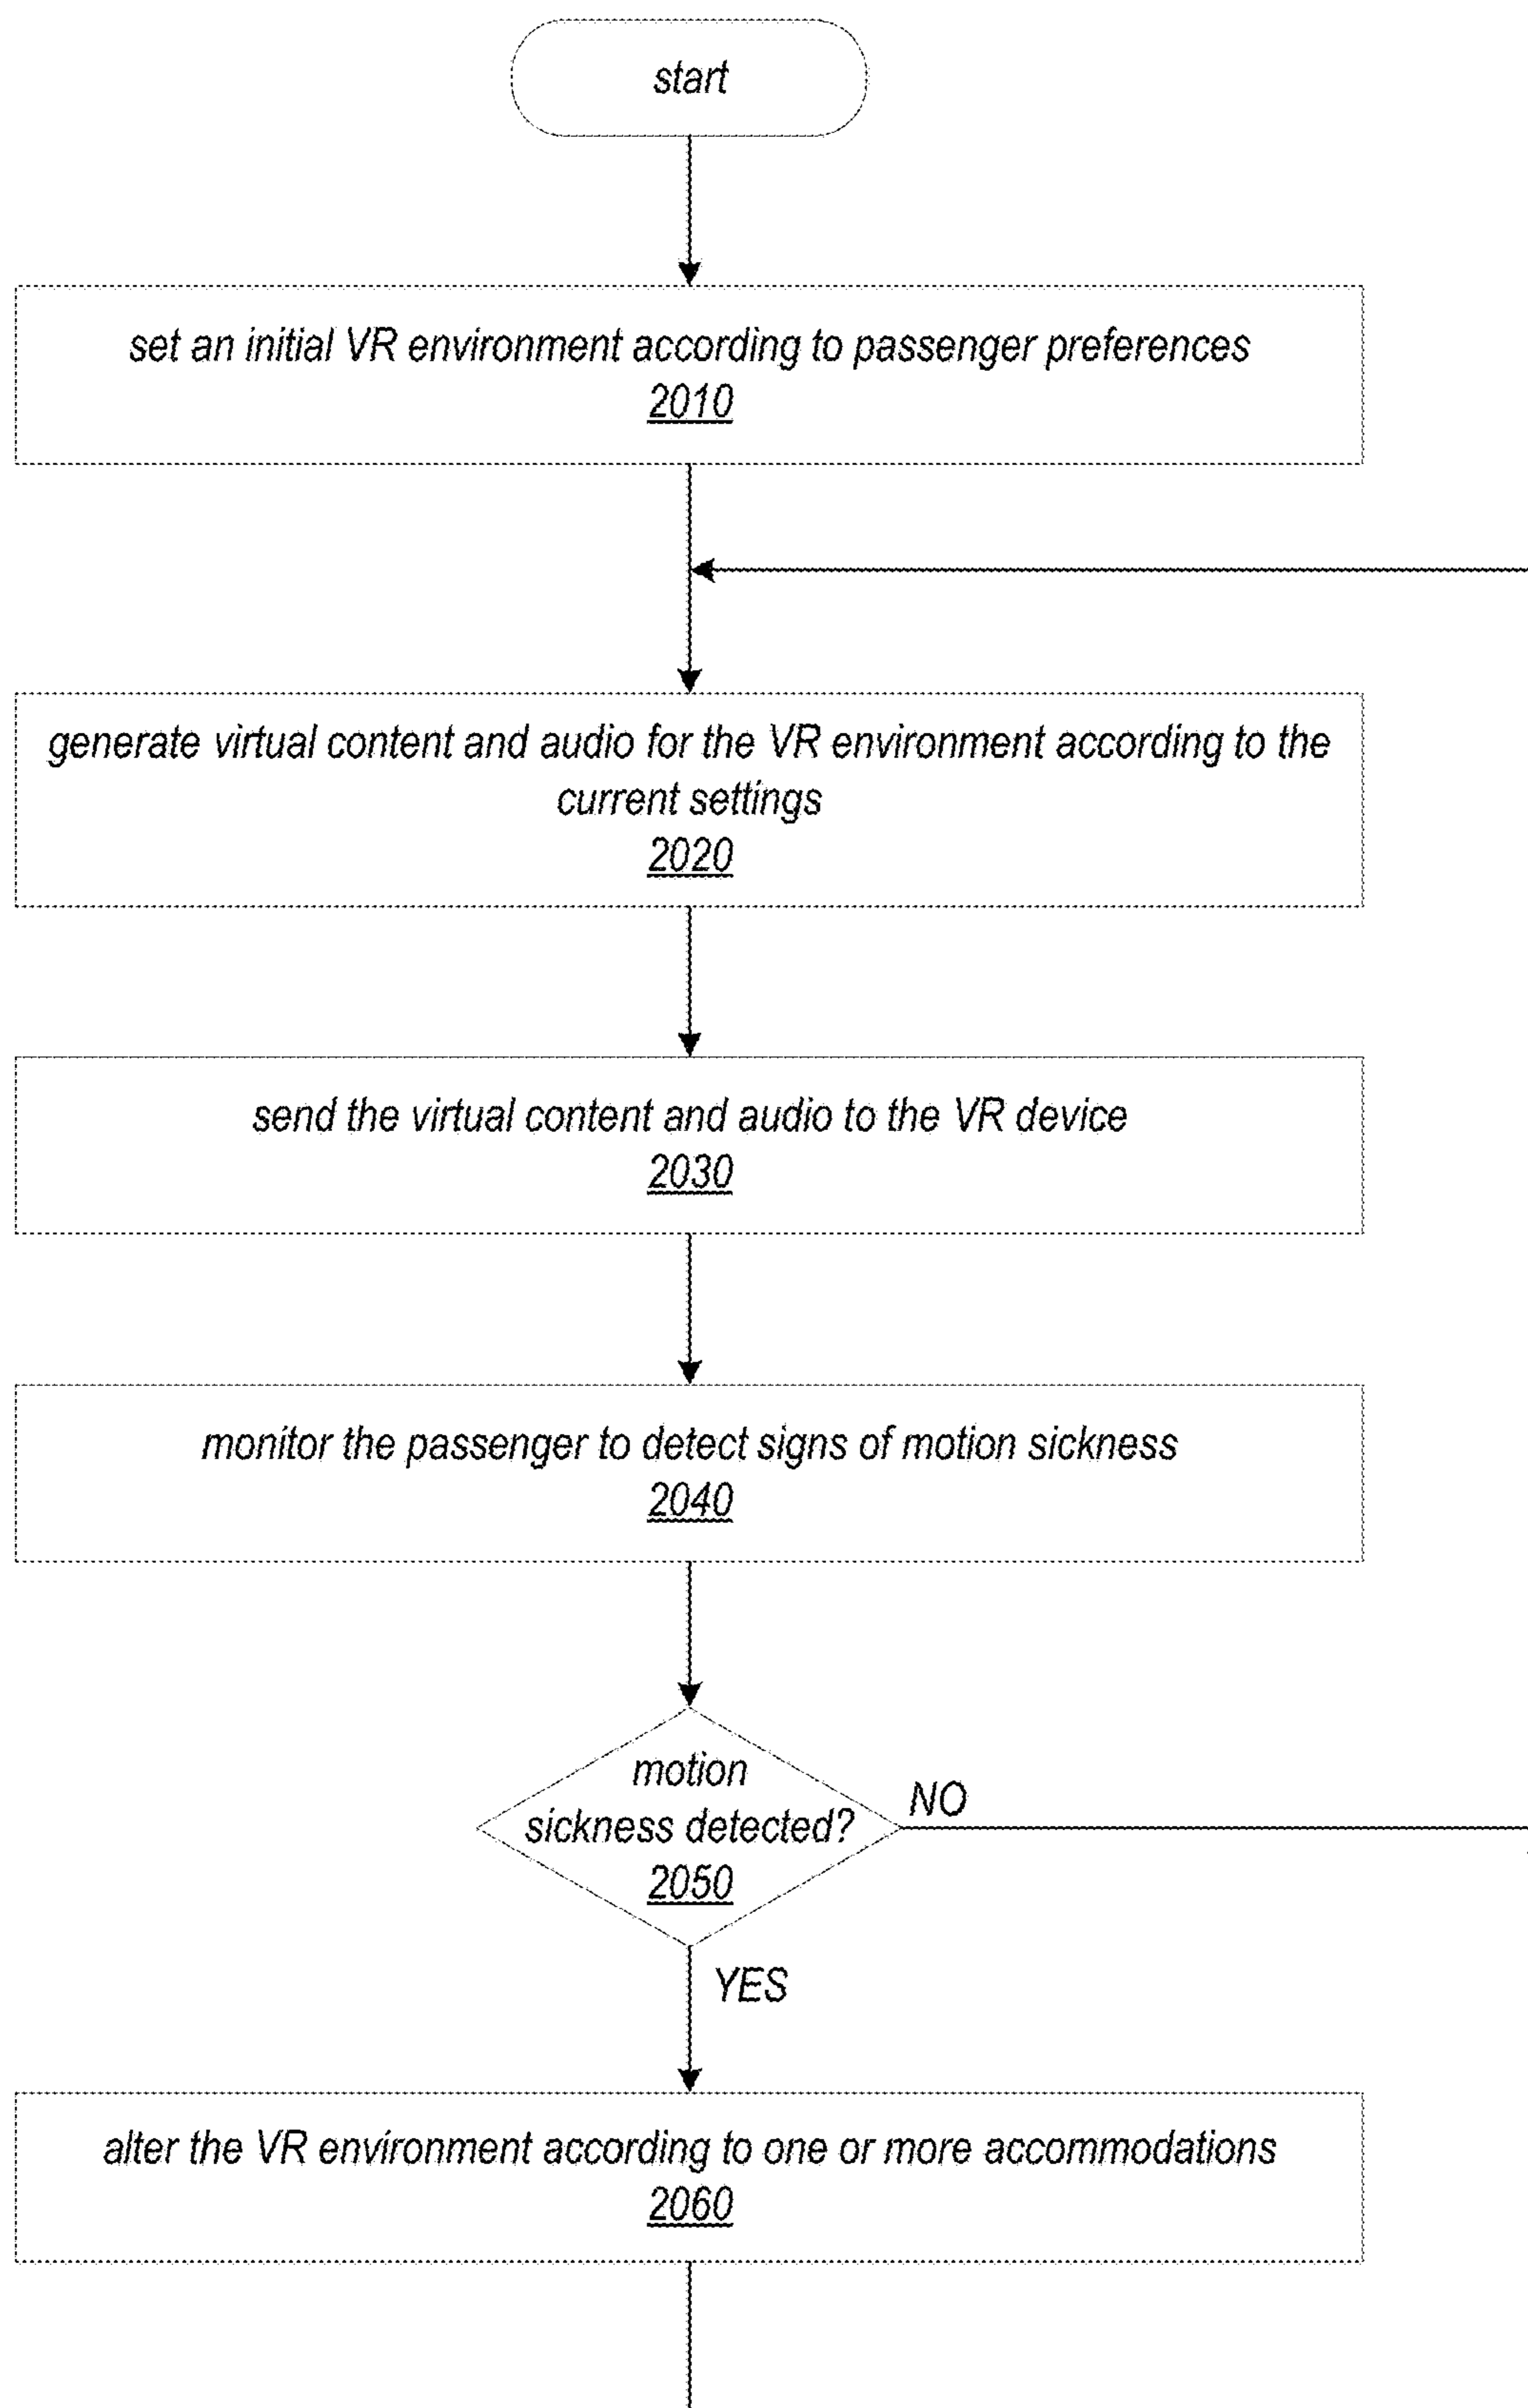 start
set an initial VR environment according to passenger preferences
2010
generate virtual content and audio for the VR environment according to the
current settings
2020
send the virtual content and audio to the VR device
2030
monitor the passenger to detect signs of motion sickness
2040
motion
sickness detected?
2050
NO
YES
alter the VR environment according to one or more accommodations
2060